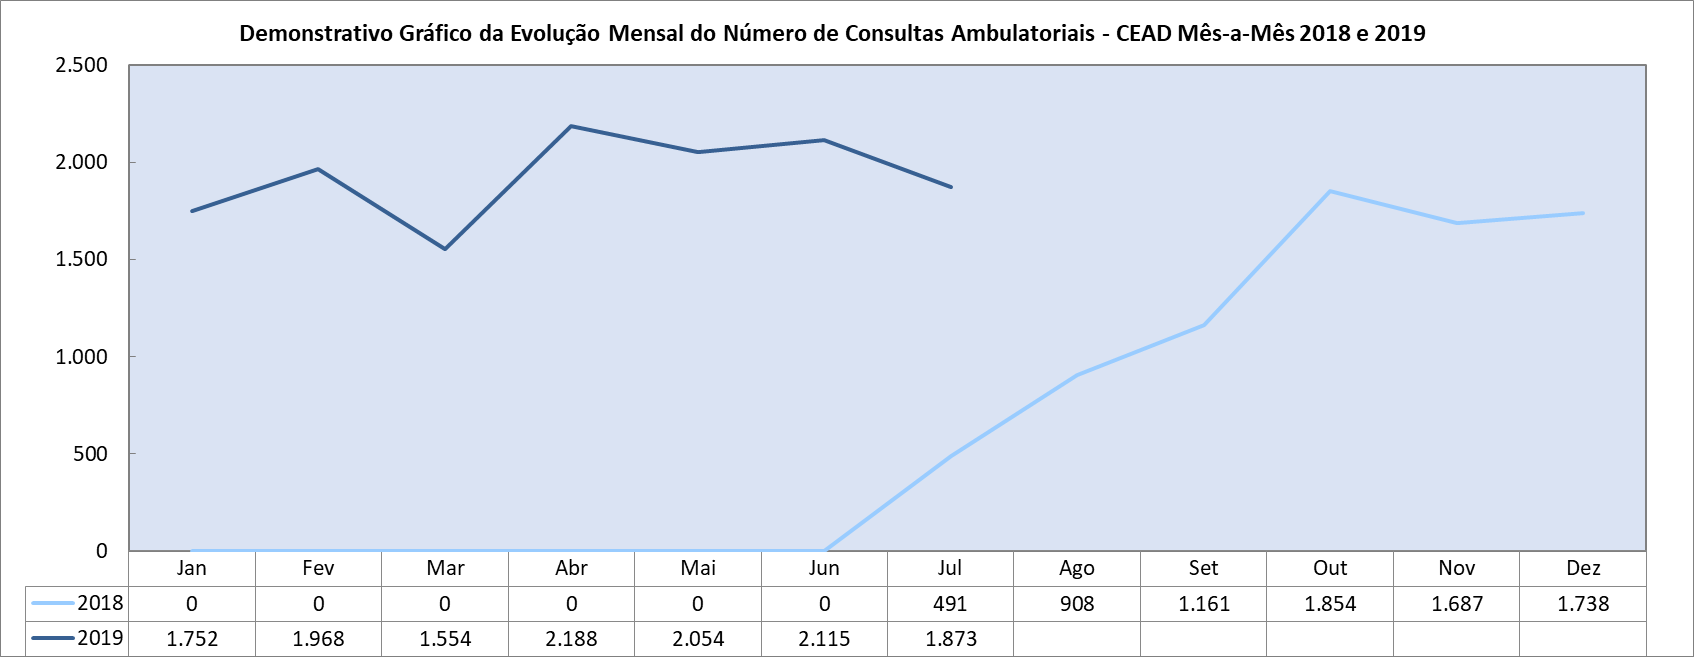 Demonstrativo Gráfico da Evolução Mensal do Número de Consultas Ambulatoriais - CEAD Mês-a-Mês 2018 e 2019
2.500
2.000
1.500
1.000
500
0
Jan Fev Mar Abr Mai Jun Jul Ago Set Out Nov Dez
2018 0 0 0 0 0 0 491 908 1.161 1.854 1.687 1.738
2019 1.752 1.968 1.554 2.188 2.054 2.115 1.873